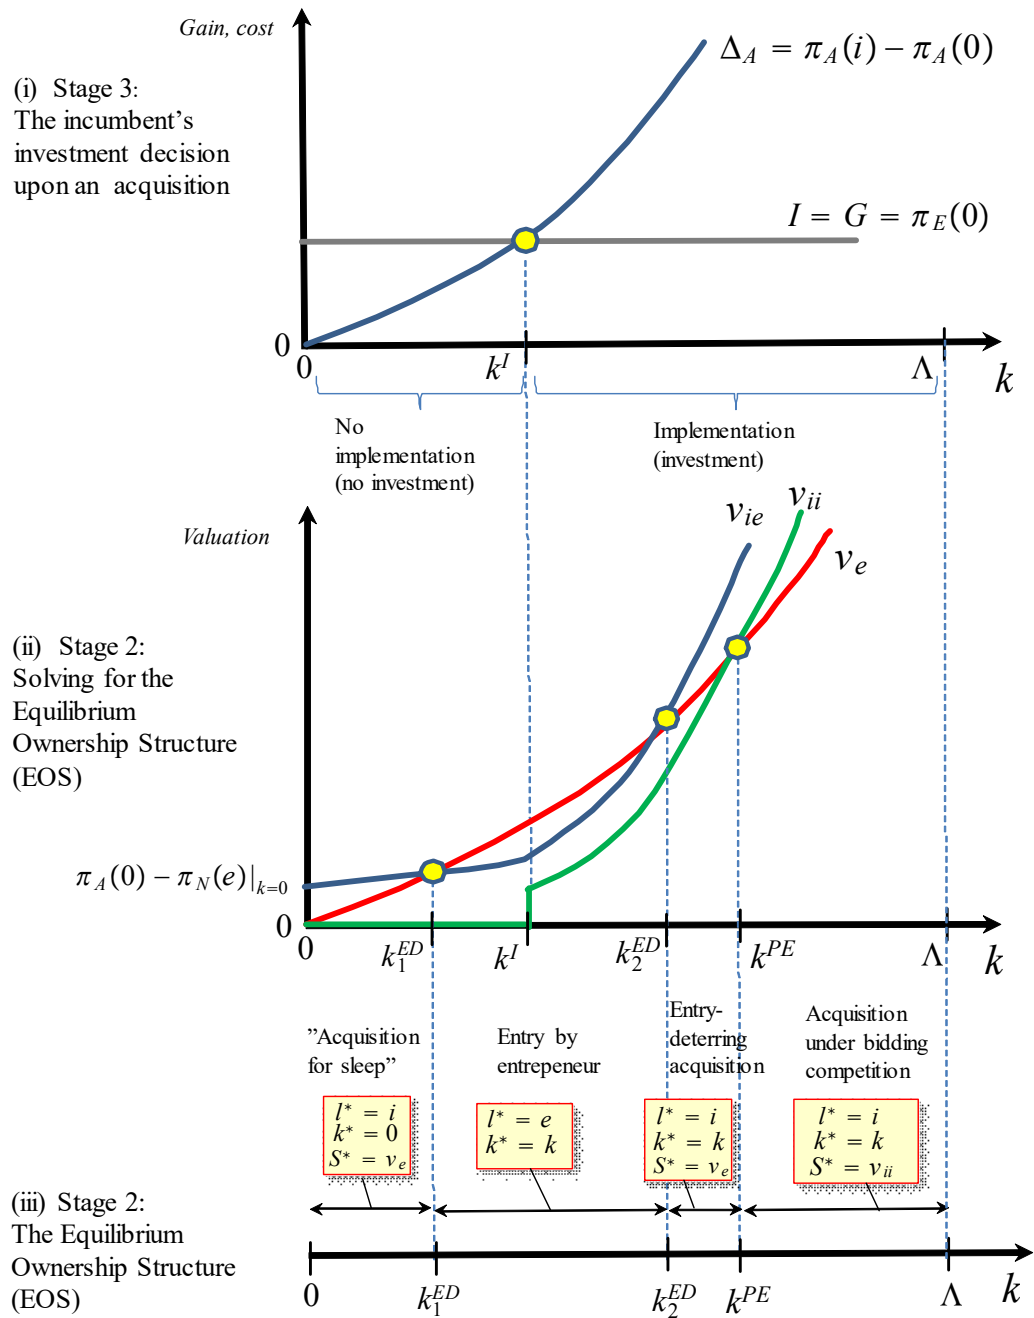 Gain, cost
Δ_A = π_A(i) − π_A(0)
(i) Stage 3:
The incumbent's
investment decision
upon an acquisition
I = G = π_E(0)
0
0
k^I
Λ
k
No
implementation
(no investment)
Implementation
(investment)
Valuation
v_ie
v_ii
v_e
(ii) Stage 2:
Solving for the
Equilibrium
Ownership Structure
(EOS)
π_A(0) − π_N(e)|_{k=0}
0
0
k_1^{ED}
k^I
k_2^{ED}
k^{PE}
Λ
k
"Acquisition
for sleep"
Entry by
entrepeneur
Entry-
deterring
acquisition
Acquisition
under bidding
competition
l* = i
k* = 0
S* = v_e
l* = e
k* = k
l* = i
k* = k
S* = v_e
l* = i
k* = k
S* = v_ii
(iii) Stage 2:
The Equilibrium
Ownership Structure
(EOS)
0
k_1^{ED}
k_2^{ED}
k^{PE}
Λ
k